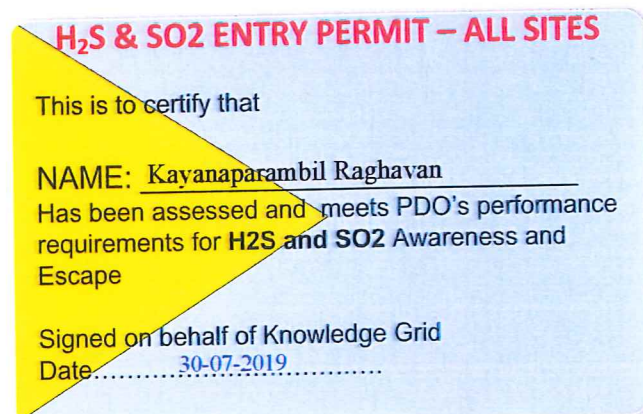 H₂S & SO2 ENTRY PERMIT – ALL SITES
This is to certify that
NAME: Kayanaparambil Raghavan
Has been assessed and meets PDO's performance
requirements for H2S and SO2 Awareness and
Escape
Signed on behalf of Knowledge Grid
Date......30-07-2019......